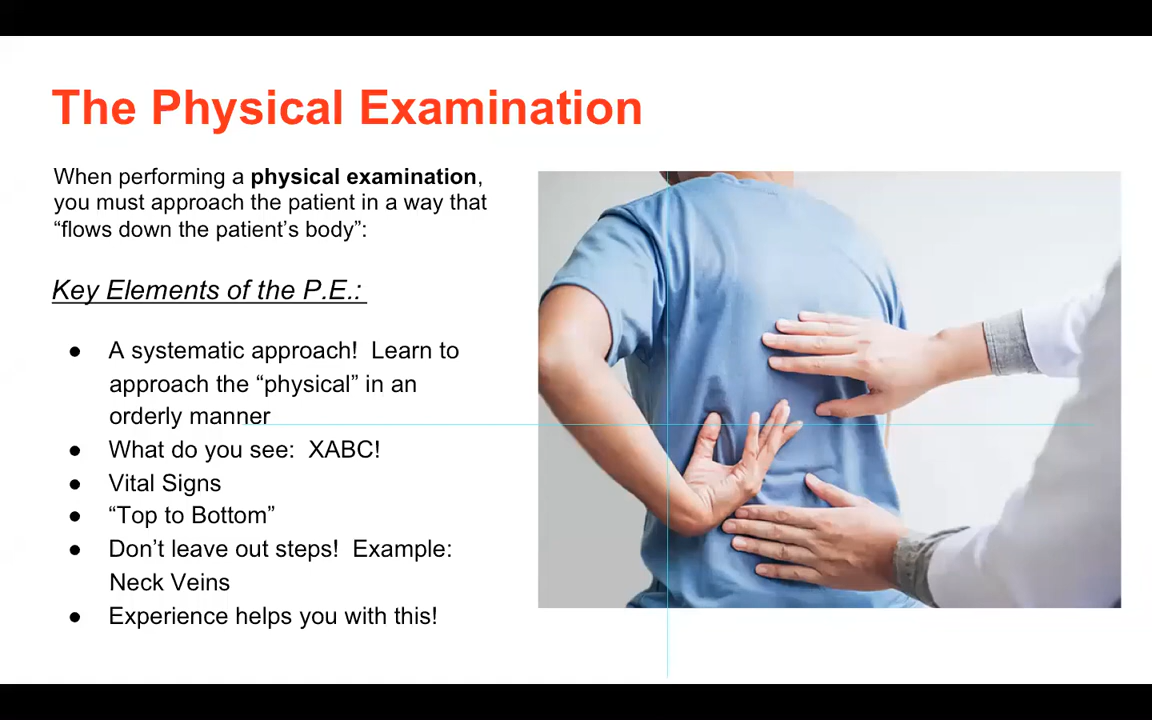 The Physical Examination
When performing a physical examination,
you must approach the patient in a way that
“flows down the patient’s body”:
Key Elements of the P.E.:
● A systematic approach!  Learn to
approach the “physical” in an
orderly manner
● What do you see:  XABC!
● Vital Signs
● “Top to Bottom”
● Don’t leave out steps!  Example:
Neck Veins
● Experience helps you with this!